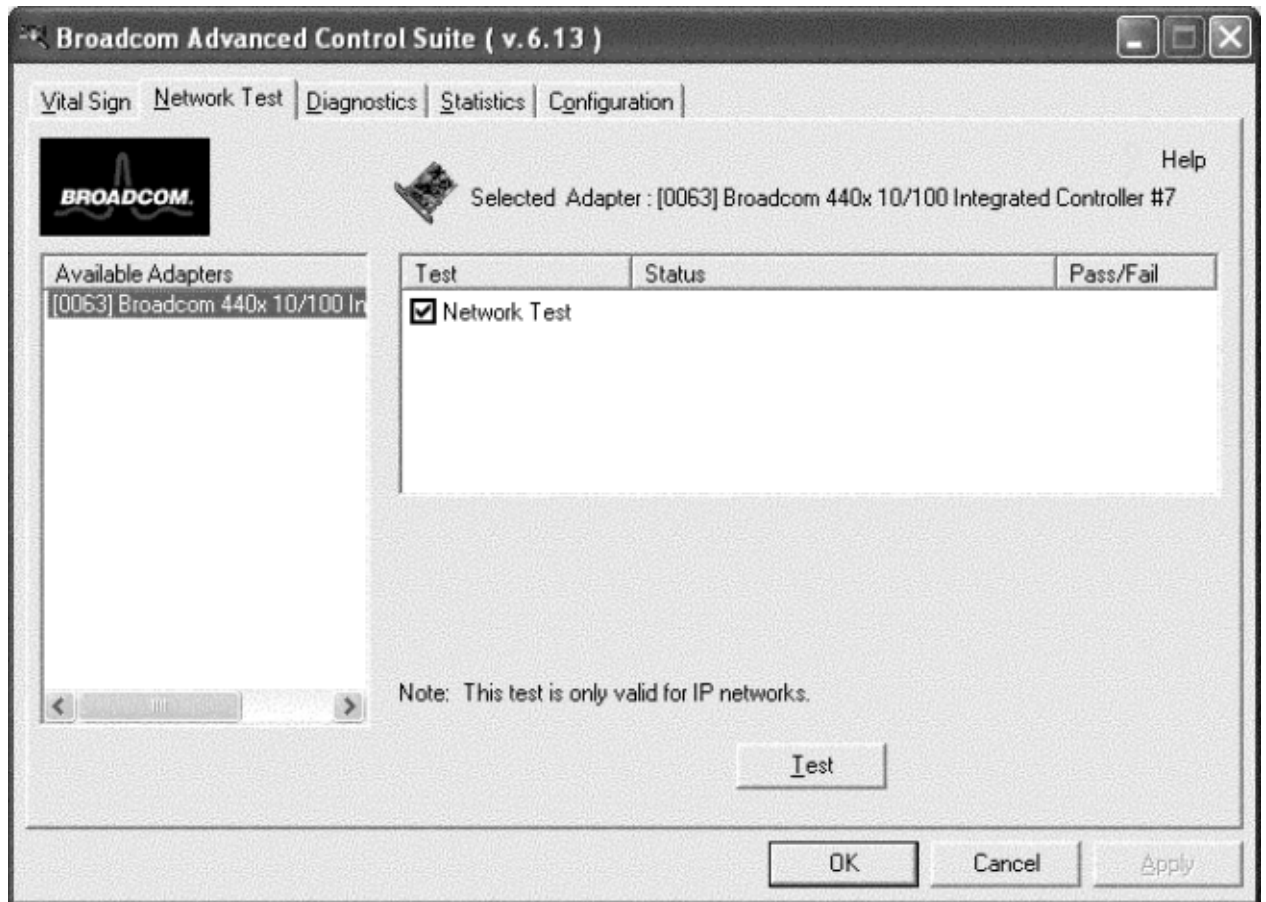 Broadcom Advanced Control Suite ( v.6.13 )
Vital Sign Network Test Diagnostics Statistics Configuration
BROADCOM.
Help
Selected Adapter : [0063] Broadcom 440x 10/100 Integrated Controller #7
Available Adapters
[0063] Broadcom 440x 10/100 In
Test Status Pass/Fail
Network Test
Note: This test is only valid for IP networks.
Test
OK Cancel Apply